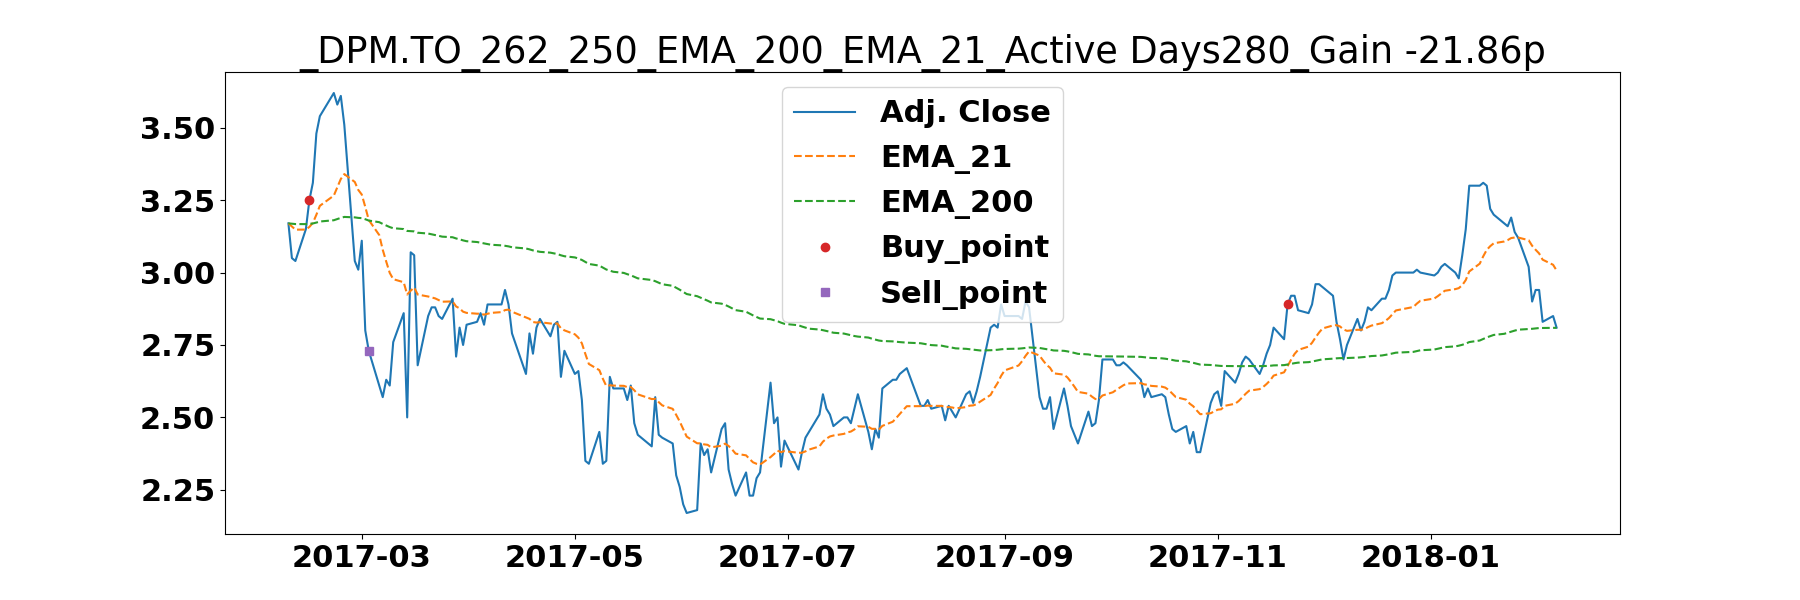 _DPM.TO_262_250_EMA_200_EMA_21_Active Days280_Gain -21.86p
Adj. Close
EMA_21
EMA_200
Buy_point
Sell_point
3.50
3.25
3.00
2.75
2.50
2.25
2017-03 2017-05 2017-07 2017-09 2017-11 2018-01